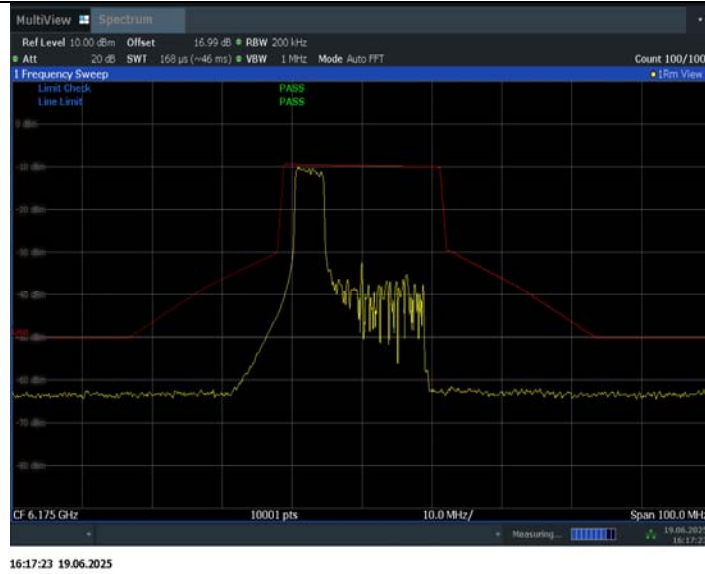 MultiView Spectrum
Ref Level 10.00 dBm Offset 16.99 dB RBW 200 kHz
Att 20 dB SWT 168 µs (~46 ms) VBW 1 MHz Mode Auto FFT Count 100/100
1 Frequency Sweep 1Rm View
Limit Check PASS
Line Limit PASS
0 dBm
-10 dBm
-20 dBm
-30 dBm
-40 dBm
-60 dBm
-70 dBm
-80 dBm
CF 6.175 GHz 10001 pts 10.0 MHz/ Span 100.0 MHz
Measuring... 19.06.2025
16:17:23
16:17:23 19.06.2025